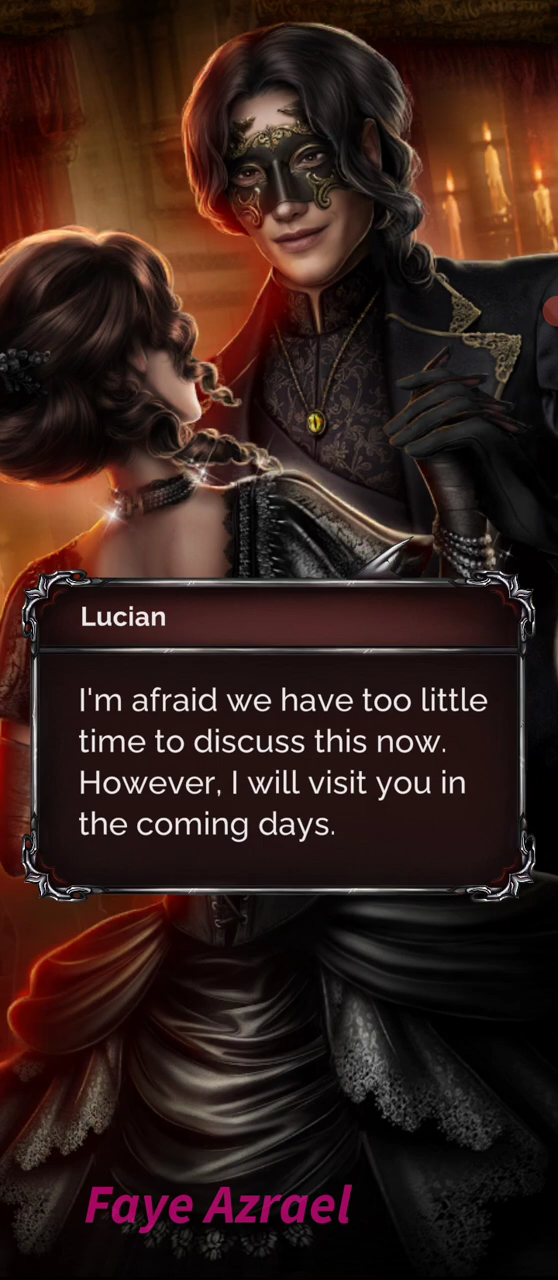 Lucian
I'm afraid we have too little
time to discuss this now.
However, I will visit you in
the coming days.
Faye Azrael